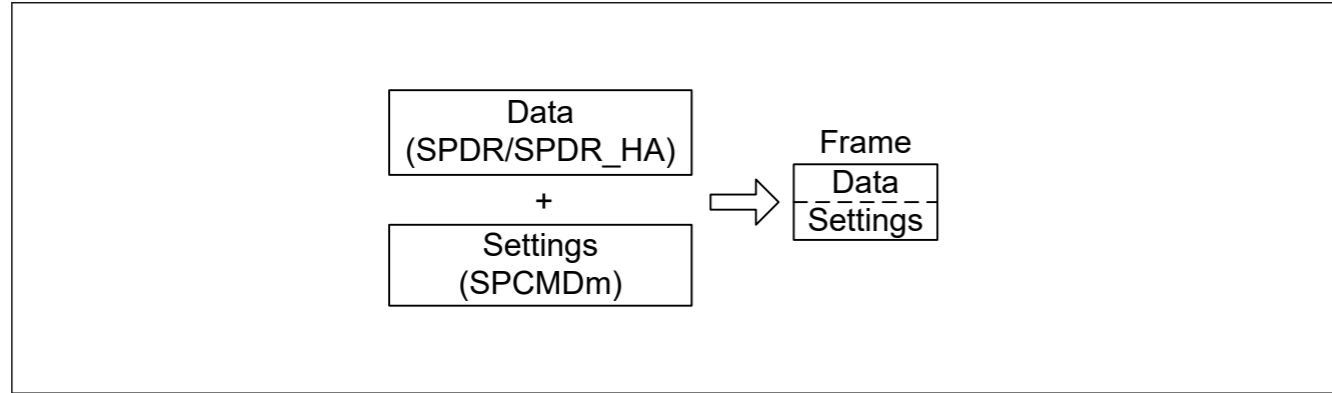 Data
(SPDR/SPDR_HA)
+
Settings
(SPCMDm)
Frame
Data
Settings